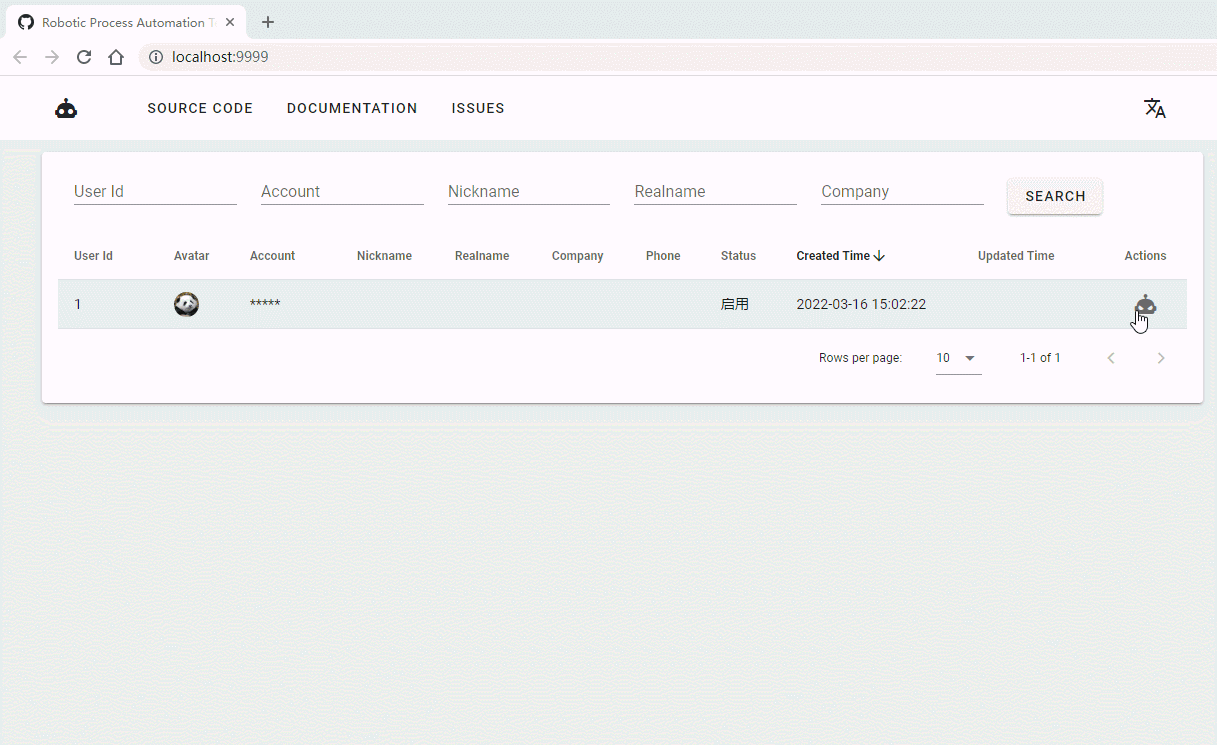 Robotic Process Automation
localhost:9999
SOURCE CODE DOCUMENTATION ISSUES
User Id Account Nickname Realname Company SEARCH
User Id Avatar Account Nickname Realname Company Phone Status Created Time Updated Time Actions
1 ***** 启用 2022-03-16 15:02:22
Rows per page: 10 1-1 of 1